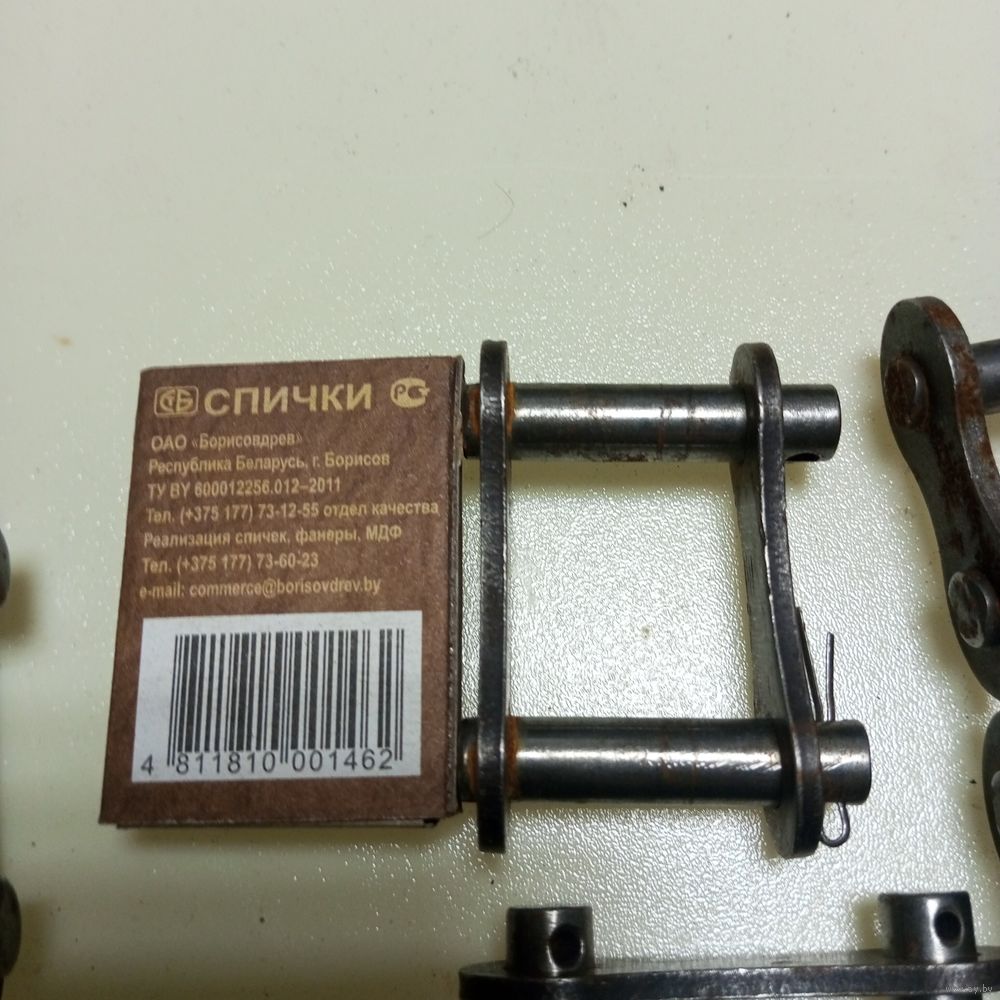 СПИЧКИ
ОАО «Борисовдрев»
Республика Беларусь, г. Борисов
ТУ BY 600012256.012–2011
Тел. (+375 177) 73-12-55 отдел качества
Реализация спичек, фанеры, МДФ
Тел. (+375 177) 73-60-23
e-mail: commerce@borisovdrev.by
4 811810 001462